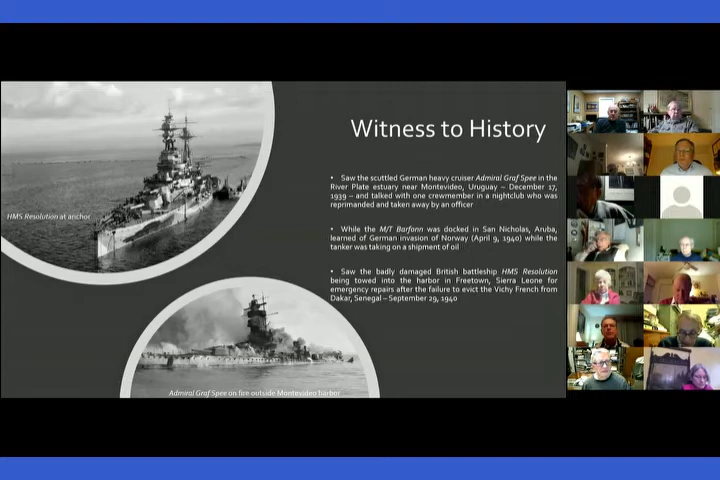 Witness to History
• Saw the scuttled German heavy cruiser Admiral Graf Spee in the
River Plate estuary near Montevideo, Uruguay – December 17,
1939 – and talked with one crewmember in a nightclub who was
reprimanded and taken away by an officer
• While the M/T Barfonn was docked in San Nicholas, Aruba,
learned of German invasion of Norway (April 9, 1940) while the
tanker was taking on a shipment of oil
• Saw the badly damaged British battleship HMS Resolution
being towed into the harbor in Freetown, Sierra Leone for
emergency repairs after the failure to evict the Vichy French from
Dakar, Senegal – September 29, 1940
HMS Resolution at anchor
Admiral Graf Spee on fire outside Montevideo harbor